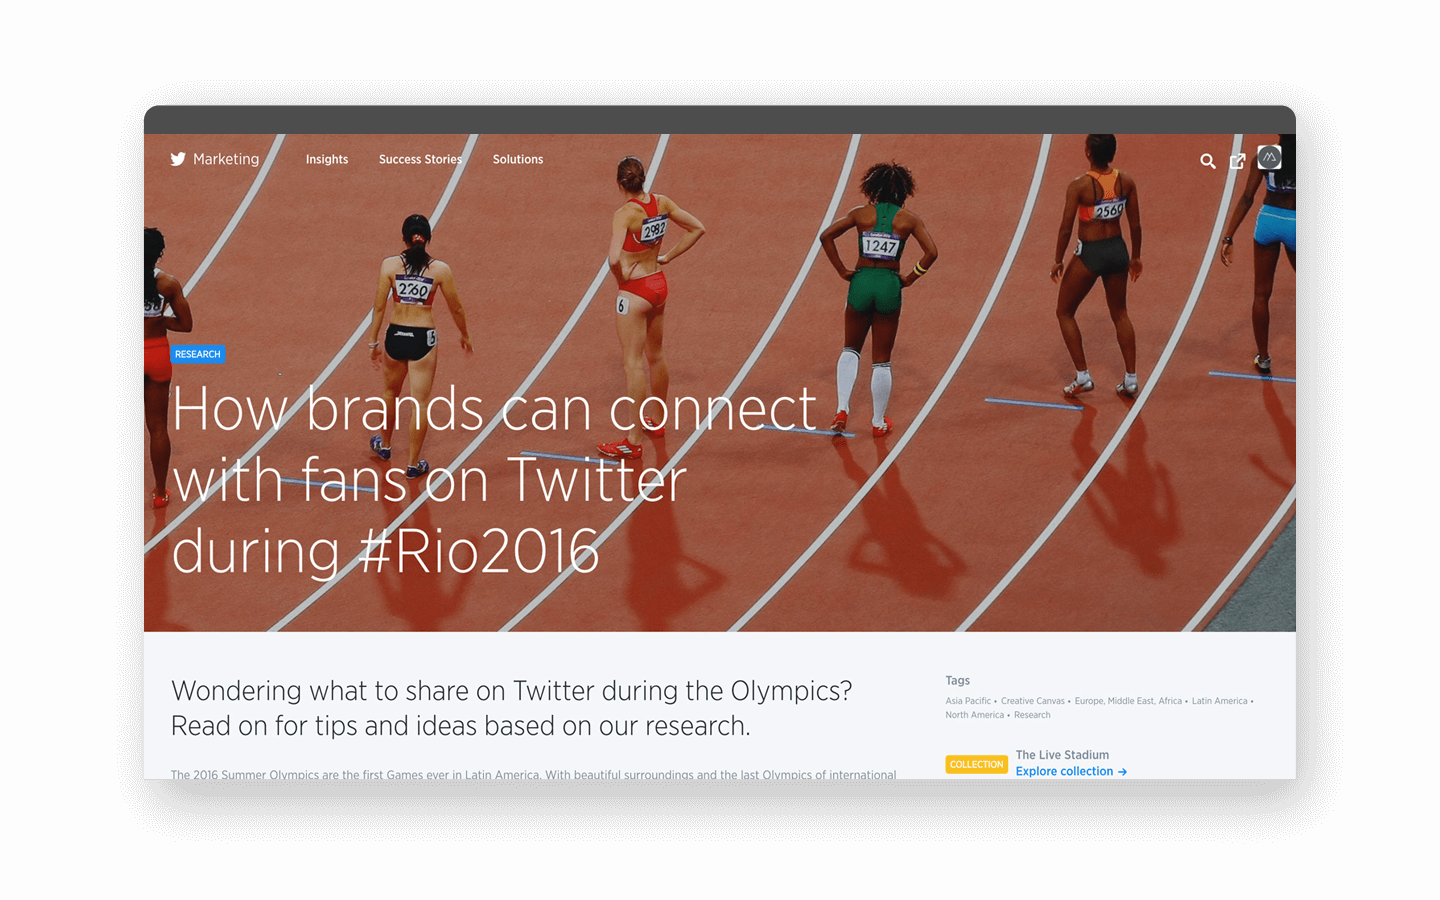 Marketing
Insights
Success Stories
Solutions
2760
2982
6
1247
2560
RESEARCH
How brands can connect
with fans on Twitter
during #Rio2016
Wondering what to share on Twitter during the Olympics?
Read on for tips and ideas based on our research.
The 2016 Summer Olympics are the first Games ever in Latin America. With beautiful surroundings and the last Olympics of international
Tags
Asia Pacific • Creative Canvas • Europe, Middle East, Africa • Latin America •
North America • Research
COLLECTION
The Live Stadium
Explore collection →